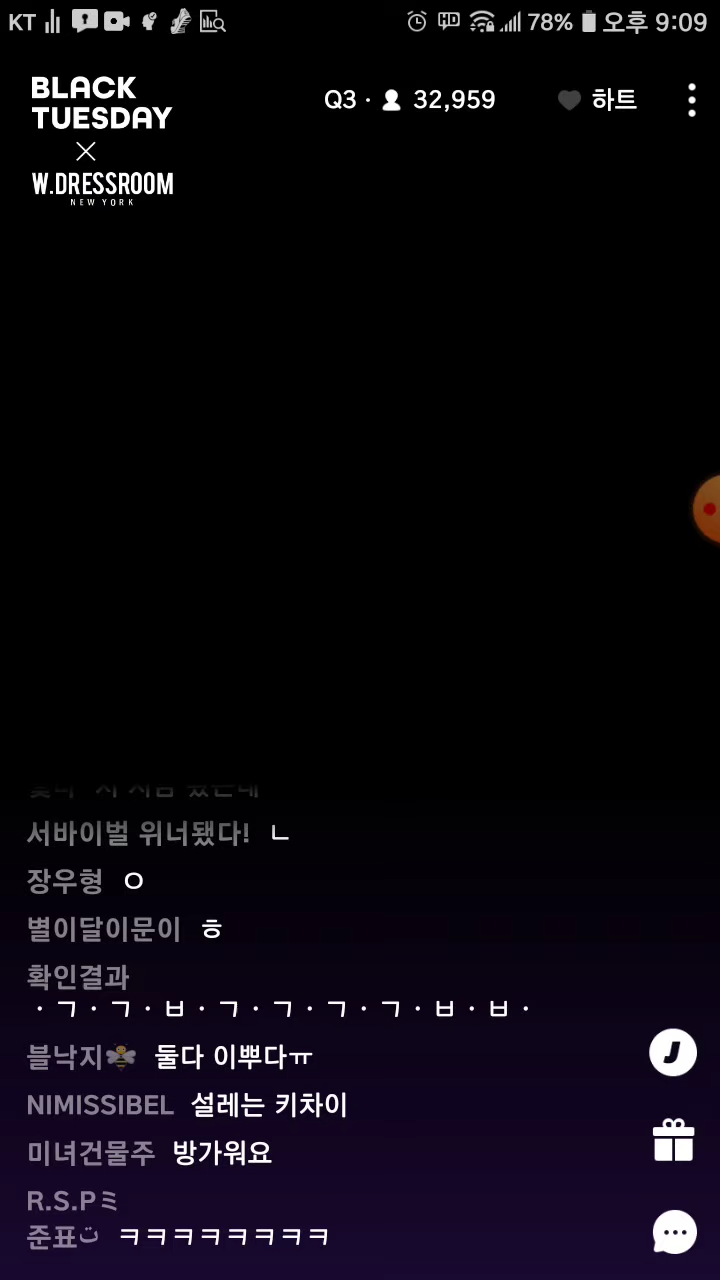 KT 78% 오후 9:09
BLACK
TUESDAY
Q3 · 32,959 하트
W.DRESSROOM
NEW YORK
서바이벌 위너됐다! ㄴ
장우형 ㅇ
별이달이문이 ㅎ
확인결과
·ㄱ·ㄱ·ㅂ·ㄱ·ㄱ·ㄱ·ㄱ·ㅂ·ㅂ·
블낙지🐝 둘다 이뿌다ㅠ
NIMISSIBEL 설레는 키차이
미녀건물주 방가워요
R.S.Pミ
준표ت ㅋㅋㅋㅋㅋㅋㅋㅋ